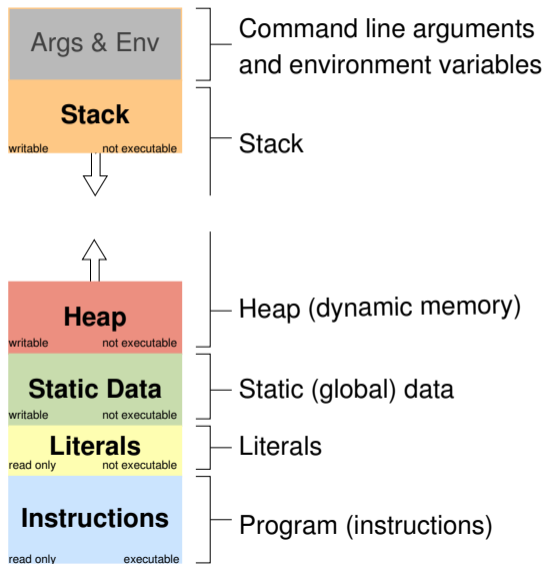 Args & Env
Command line arguments
and environment variables
Stack
writable not executable
Stack
Heap
writable not executable
Heap (dynamic memory)
Static Data
writable not executable
Static (global) data
Literals
read only not executable
Literals
Instructions
read only executable
Program (instructions)